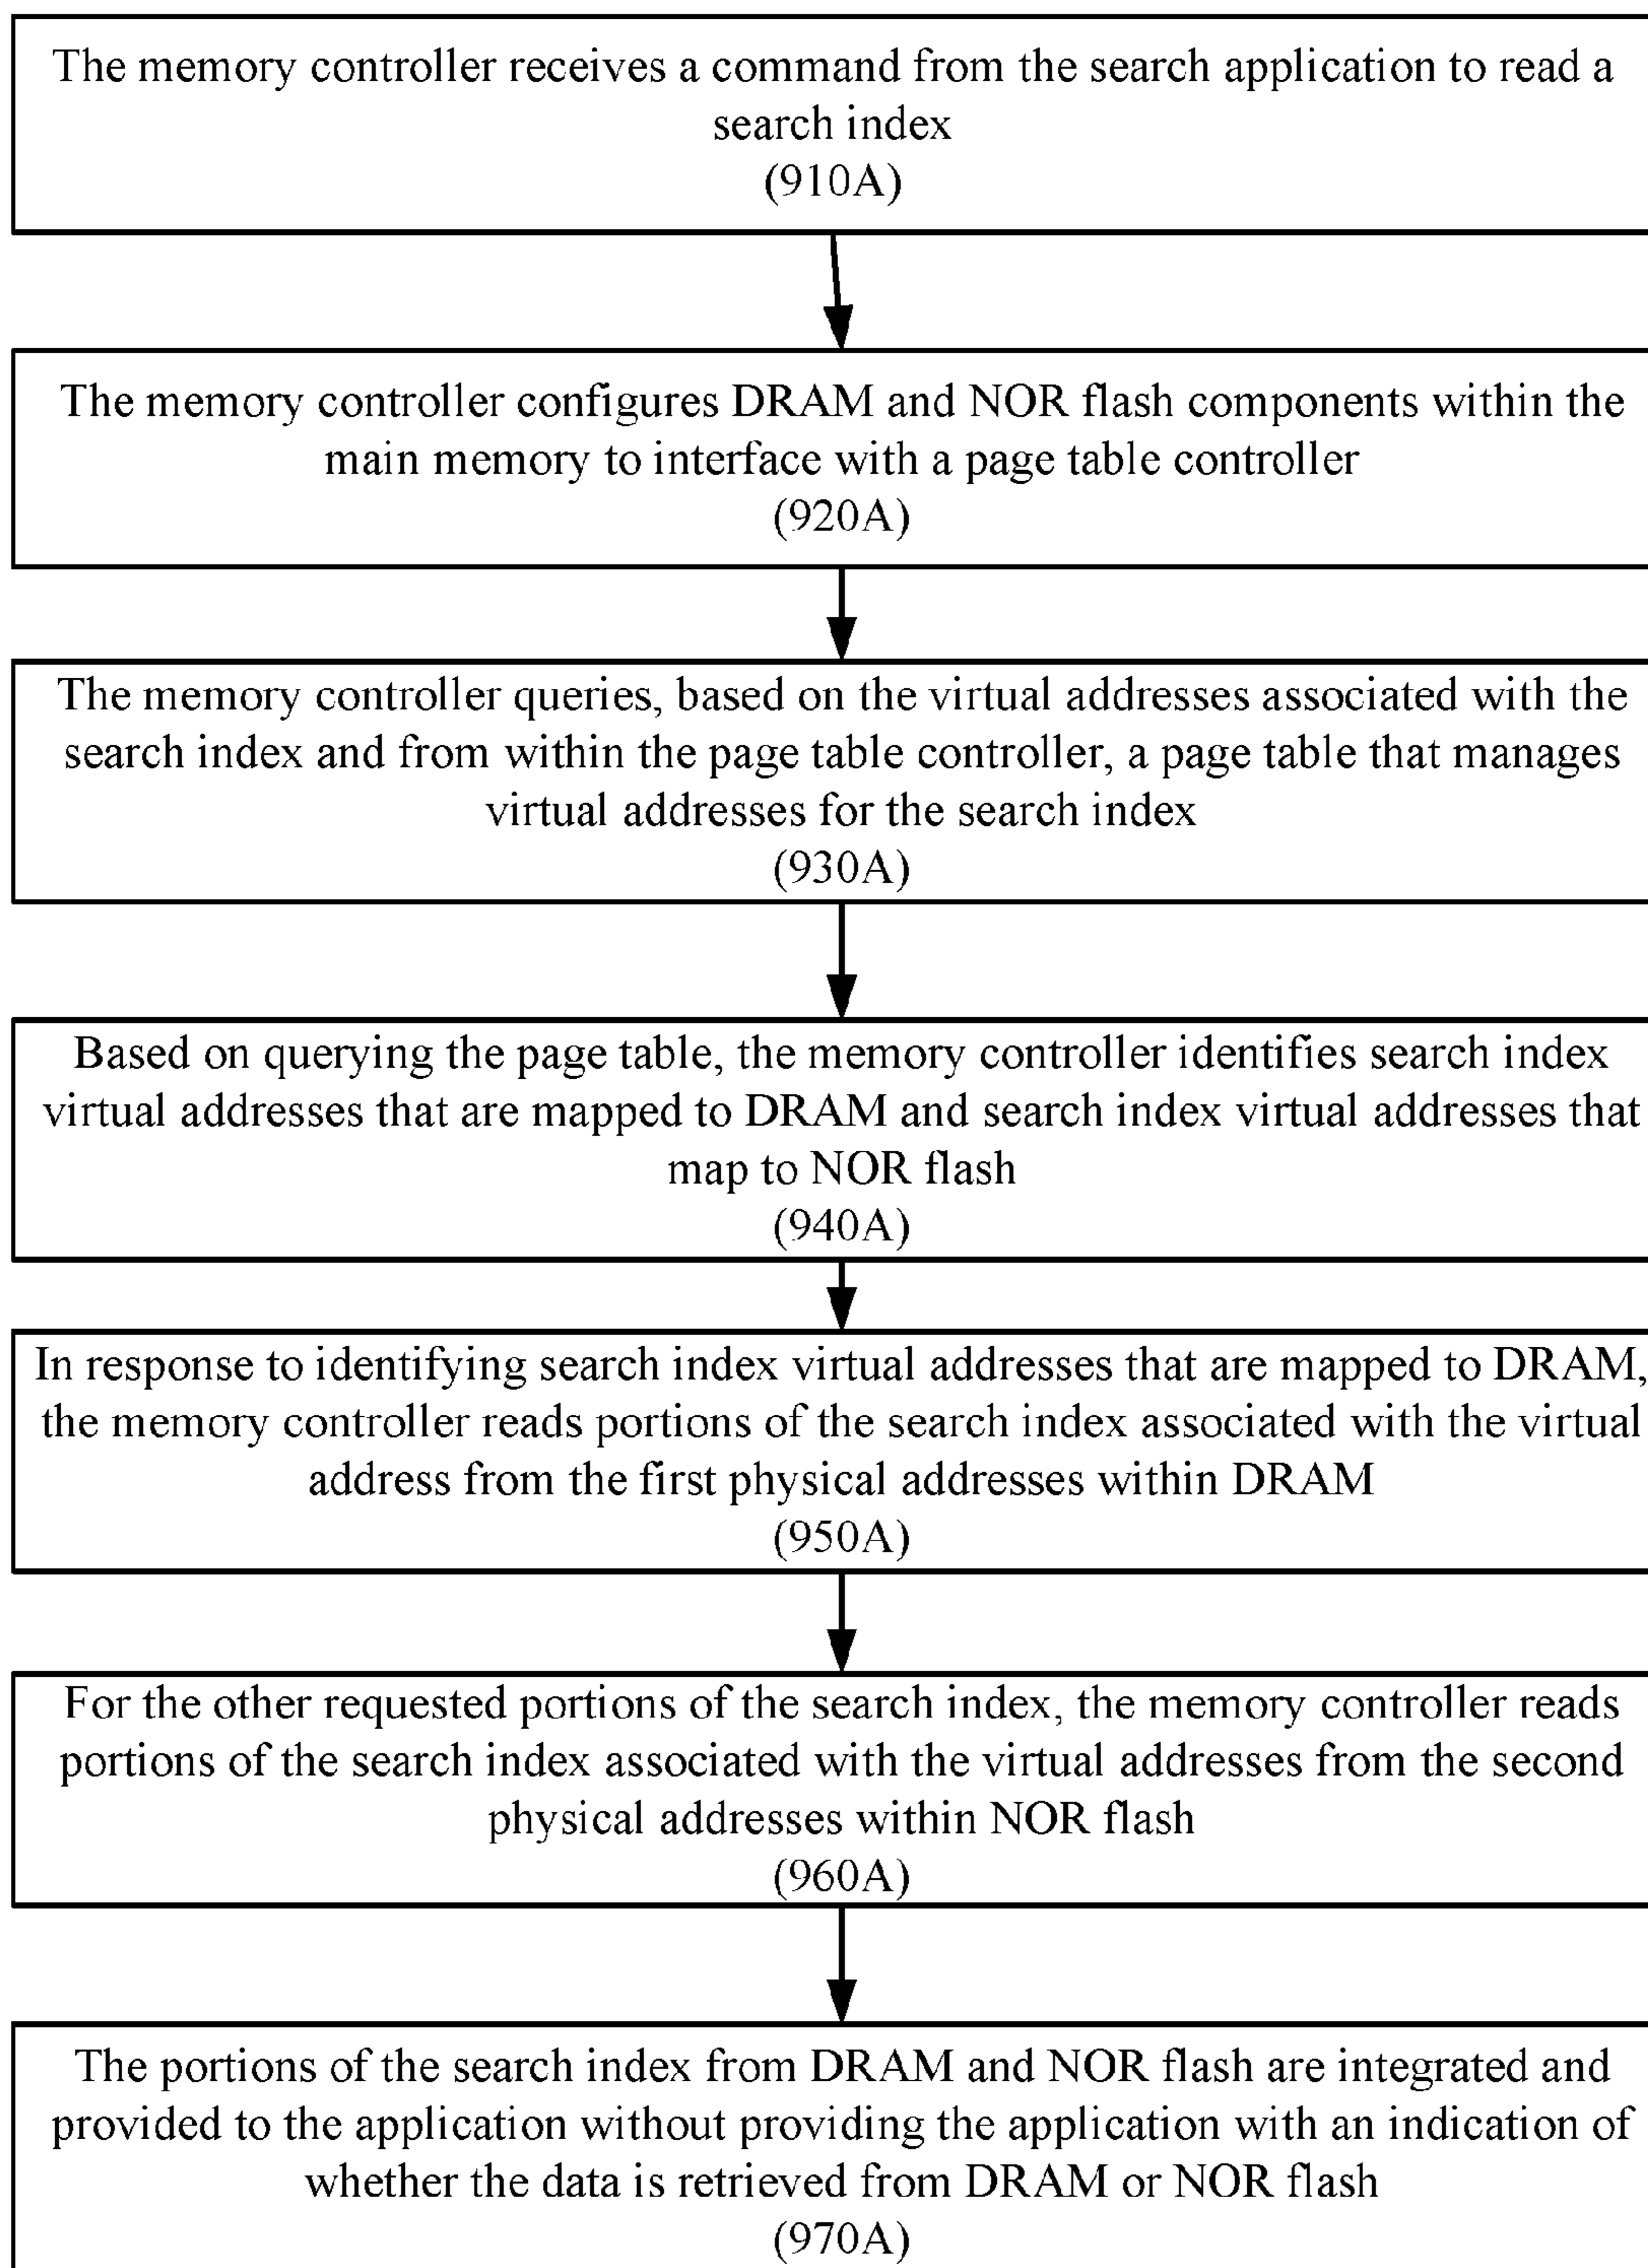 The memory controller receives a command from the search application to read a
search index
(910A)
The memory controller configures DRAM and NOR flash components within the
main memory to interface with a page table controller
(920A)
The memory controller queries, based on the virtual addresses associated with the
search index and from within the page table controller, a page table that manages
virtual addresses for the search index
(930A)
Based on querying the page table, the memory controller identifies search index
virtual addresses that are mapped to DRAM and search index virtual addresses that
map to NOR flash
(940A)
In response to identifying search index virtual addresses that are mapped to DRAM,
the memory controller reads portions of the search index associated with the virtual
address from the first physical addresses within DRAM
(950A)
For the other requested portions of the search index, the memory controller reads
portions of the search index associated with the virtual addresses from the second
physical addresses within NOR flash
(960A)
The portions of the search index from DRAM and NOR flash are integrated and
provided to the application without providing the application with an indication of
whether the data is retrieved from DRAM or NOR flash
(970A)